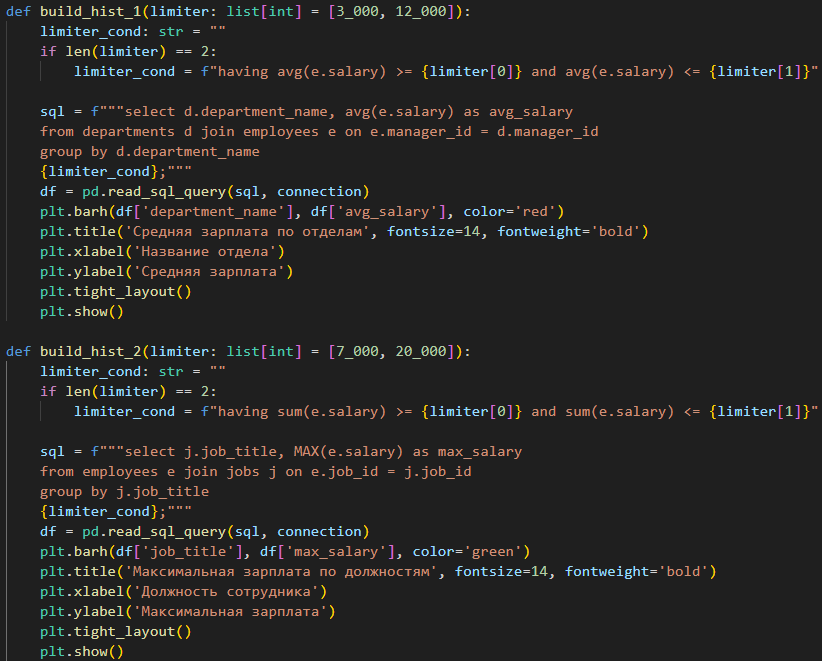 def build_hist_1(limiter: list[int] = [3_000, 12_000]):
    limiter_cond: str = ""
    if len(limiter) == 2:
        limiter_cond = f"having avg(e.salary) >= {limiter[0]} and avg(e.salary) <= {limiter[1]}"

    sql = f"""select d.department_name, avg(e.salary) as avg_salary
    from departments d join employees e on e.manager_id = d.manager_id
    group by d.department_name
    {limiter_cond};"""
    df = pd.read_sql_query(sql, connection)
    plt.barh(df['department_name'], df['avg_salary'], color='red')
    plt.title('Средняя зарплата по отделам', fontsize=14, fontweight='bold')
    plt.xlabel('Название отдела')
    plt.ylabel('Средняя зарплата')
    plt.tight_layout()
    plt.show()

def build_hist_2(limiter: list[int] = [7_000, 20_000]):
    limiter_cond: str = ""
    if len(limiter) == 2:
        limiter_cond = f"having sum(e.salary) >= {limiter[0]} and sum(e.salary) <= {limiter[1]}"

    sql = f"""select j.job_title, MAX(e.salary) as max_salary
    from employees e join jobs j on e.job_id = j.job_id
    group by j.job_title
    {limiter_cond};"""
    df = pd.read_sql_query(sql, connection)
    plt.barh(df['job_title'], df['max_salary'], color='green')
    plt.title('Максимальная зарплата по должностям', fontsize=14, fontweight='bold')
    plt.xlabel('Должность сотрудника')
    plt.ylabel('Максимальная зарплата')
    plt.tight_layout()
    plt.show()